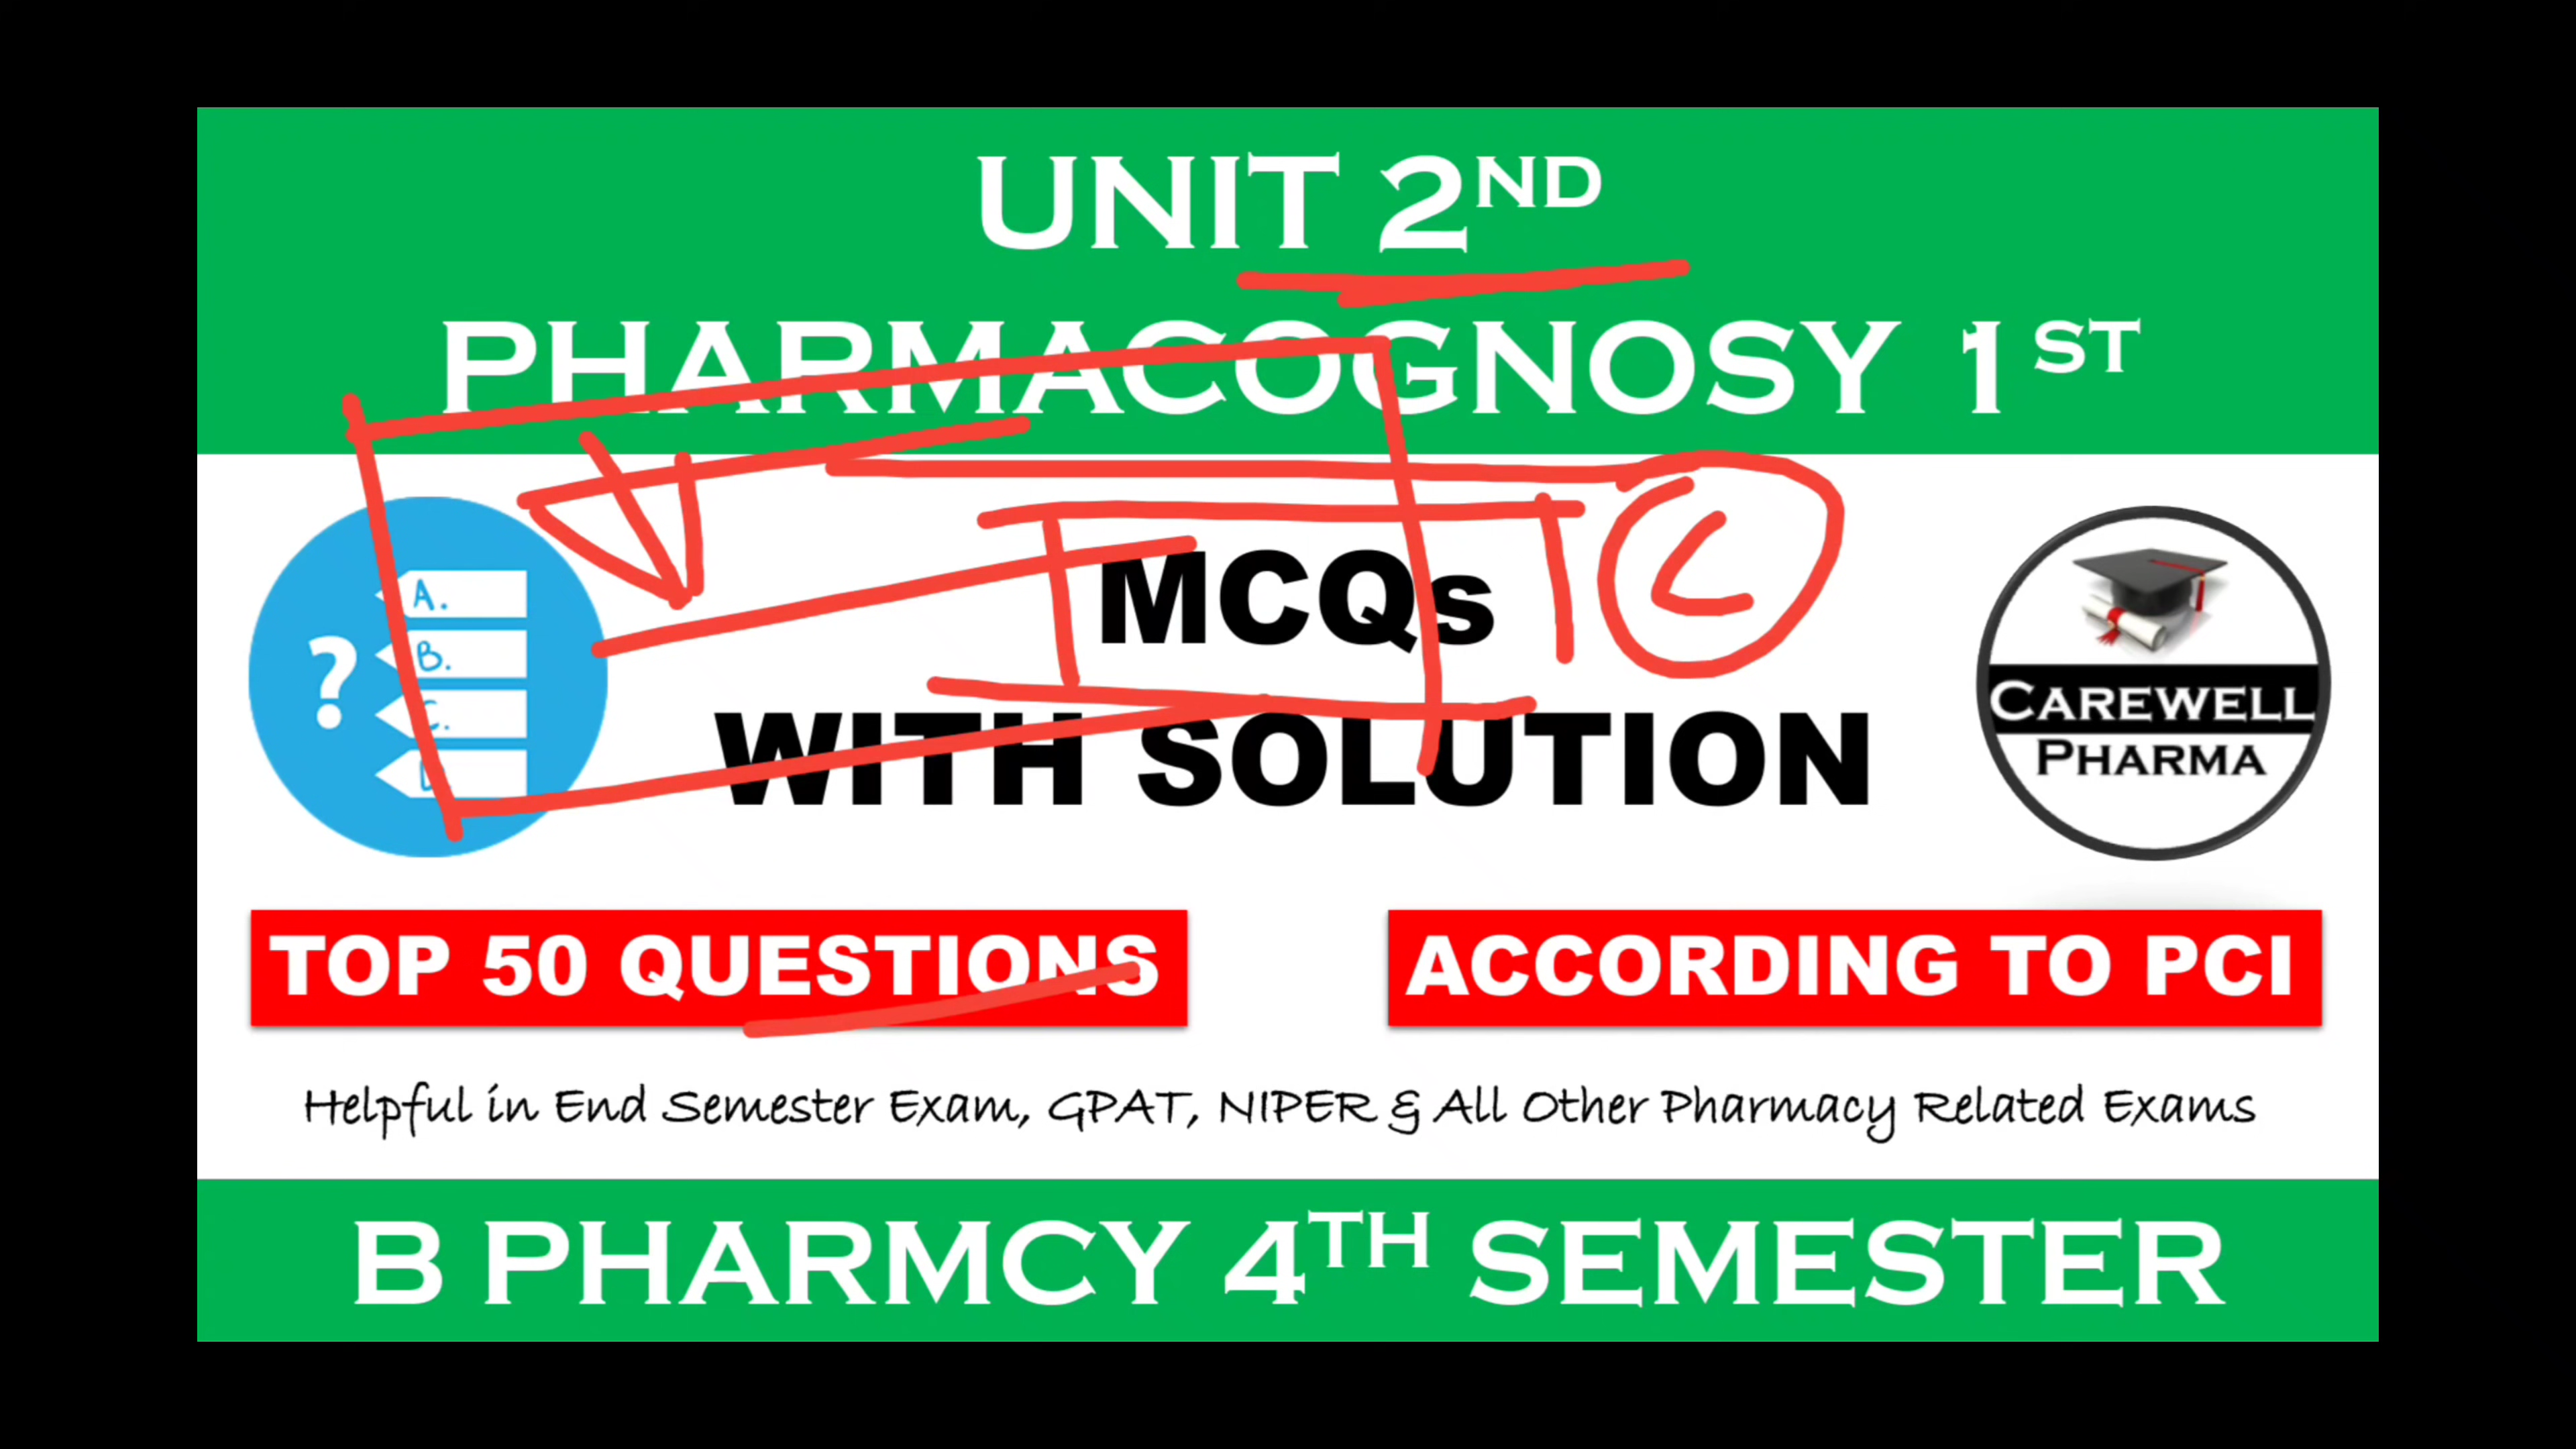 UNIT 2ND
PHARMACOGNOSY 1ST
MCQs
WITH SOLUTION
?
A.
B.
C.
D
C
CAREWELL
PHARMA
TOP 50 QUESTIONS
ACCORDING TO PCI
Helpful in End Semester Exam, GPAT, NIPER & All Other Pharmacy Related Exams
B PHARMCY 4TH SEMESTER